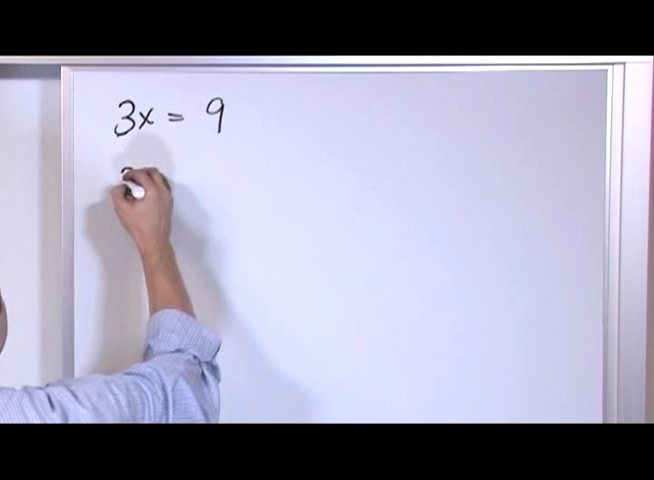 3x = 9